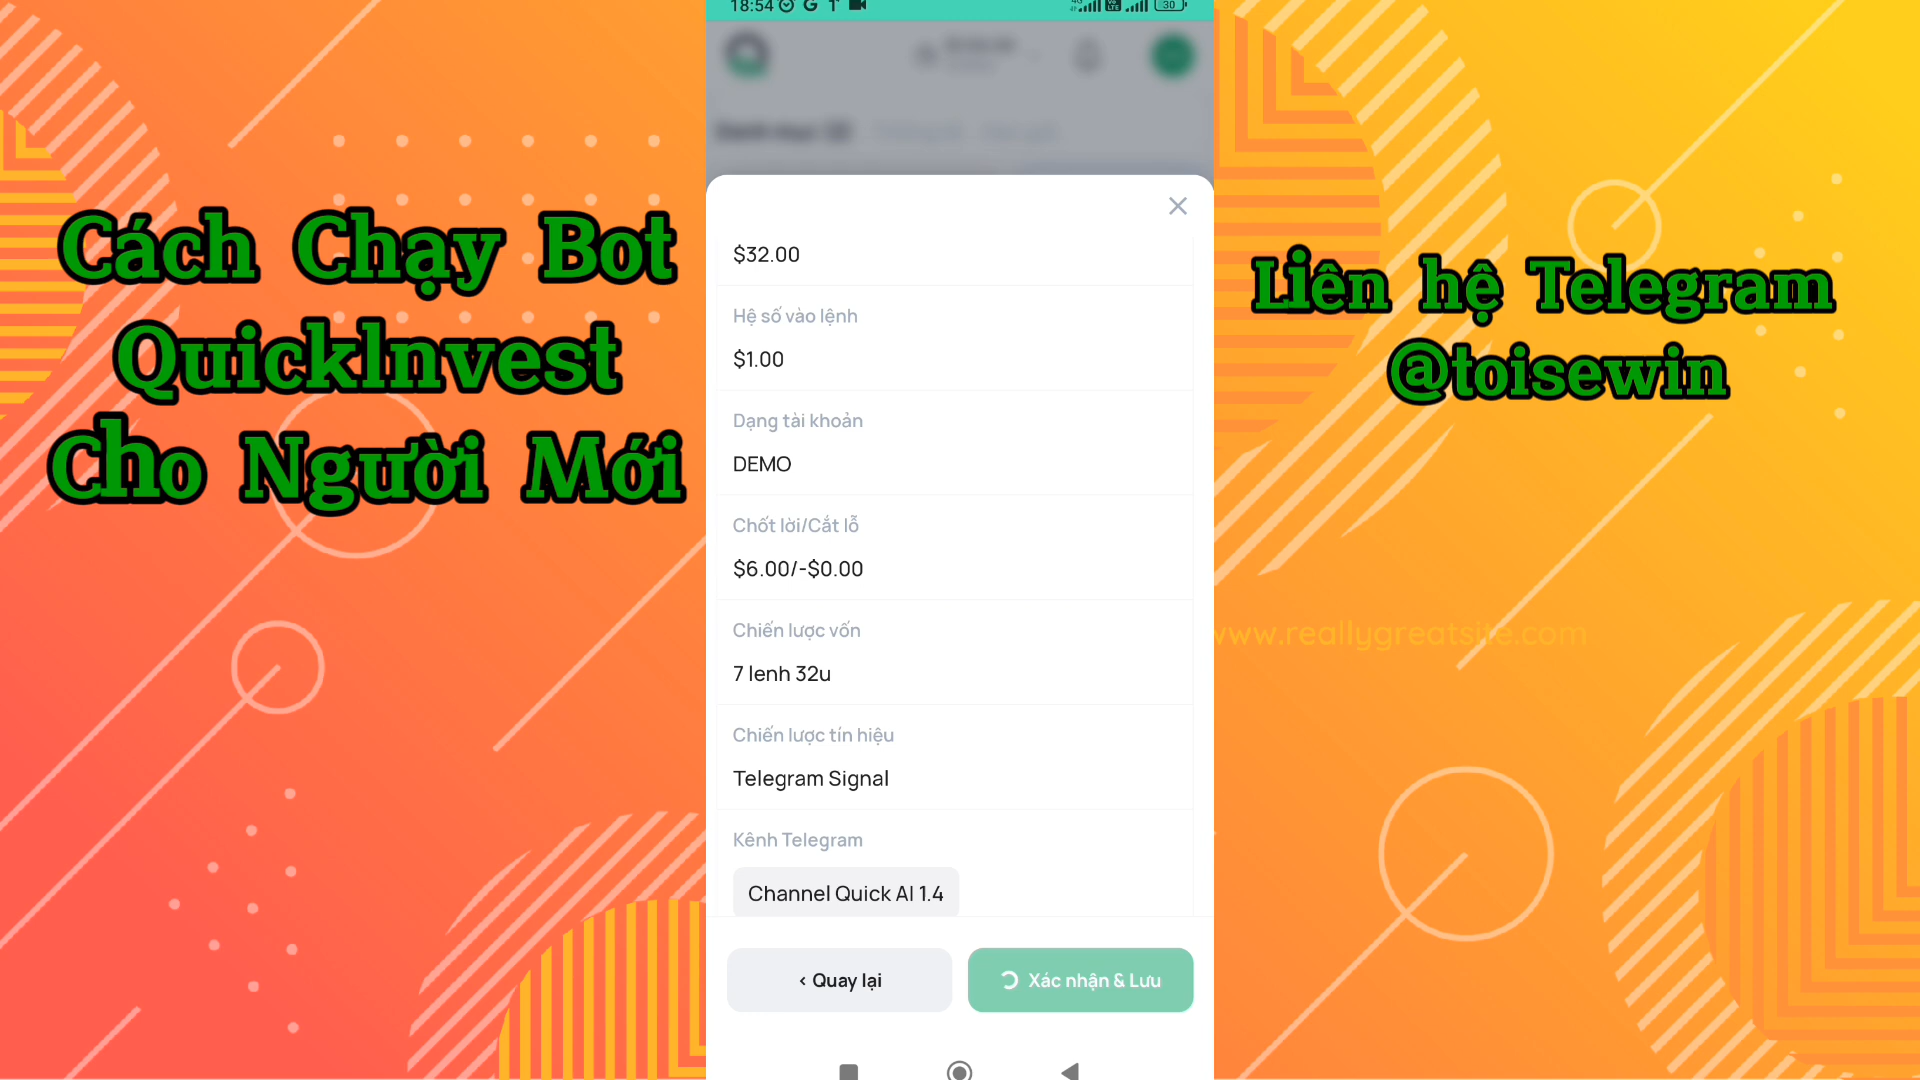 Cách Chạy Bot
QuickInvest
Cho Người Mới
18:54
30
$32.00
Hệ số vào lệnh
$1.00
Dạng tài khoản
DEMO
Chốt lời/Cắt lỗ
$6.00/-$0.00
Chiến lược vốn
7 lenh 32u
Chiến lược tín hiệu
Telegram Signal
Kênh Telegram
Channel Quick AI 1.4
‹ Quay lại
Xác nhận & Lưu
Liên hệ Telegram
@toisewin
www.reallygreatsite.com